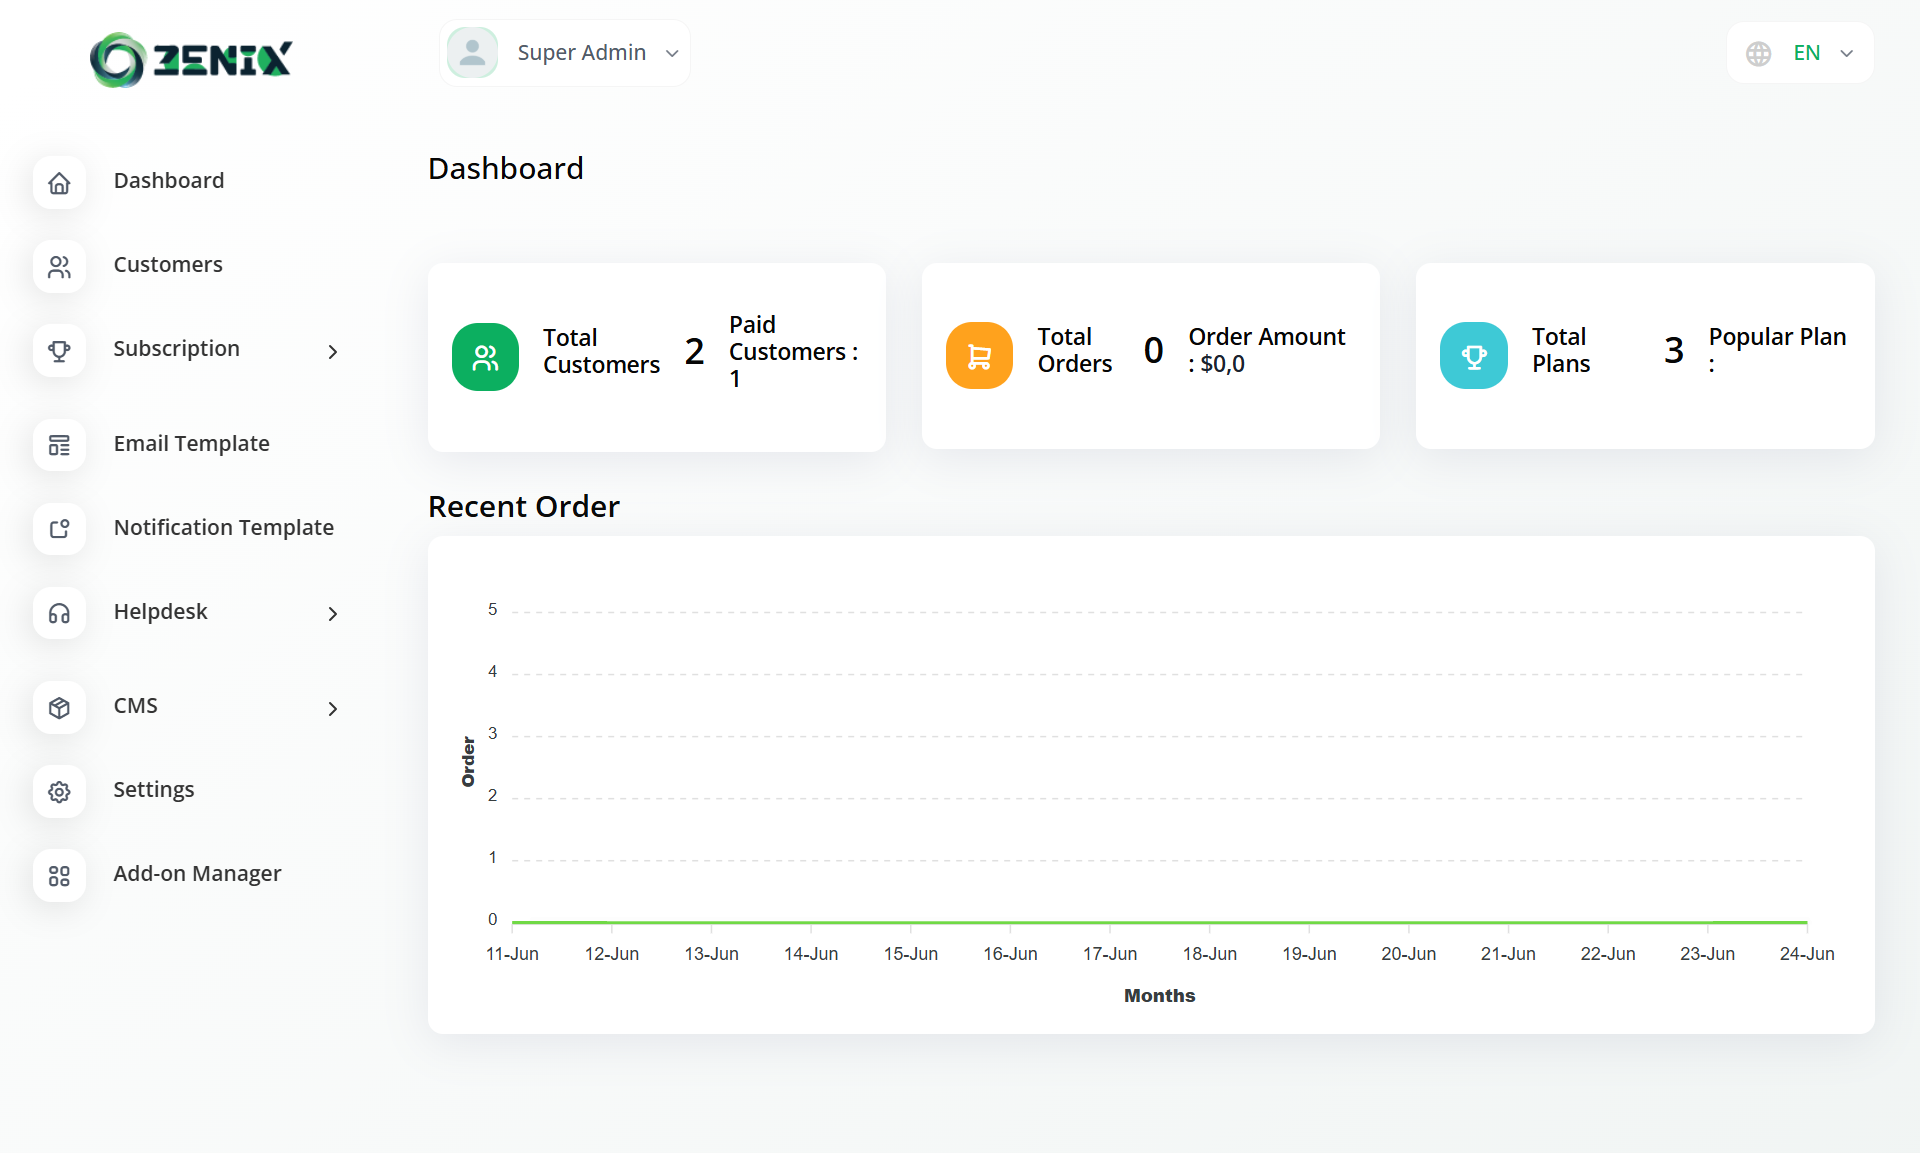 ZENIX
Super Admin
EN
Dashboard
Customers
Subscription
Email Template
Notification Template
Helpdesk
CMS
Settings
Add-on Manager
Dashboard
Total
Customers
2
Paid
Customers :
1
Total
Orders
0
Order Amount
: $0,0
Total
Plans
3
Popular Plan
:
Recent Order
5
4
3
2
1
0
Order
11-Jun 12-Jun 13-Jun 14-Jun 15-Jun 16-Jun 17-Jun 18-Jun 19-Jun 20-Jun 21-Jun 22-Jun 23-Jun 24-Jun
Months